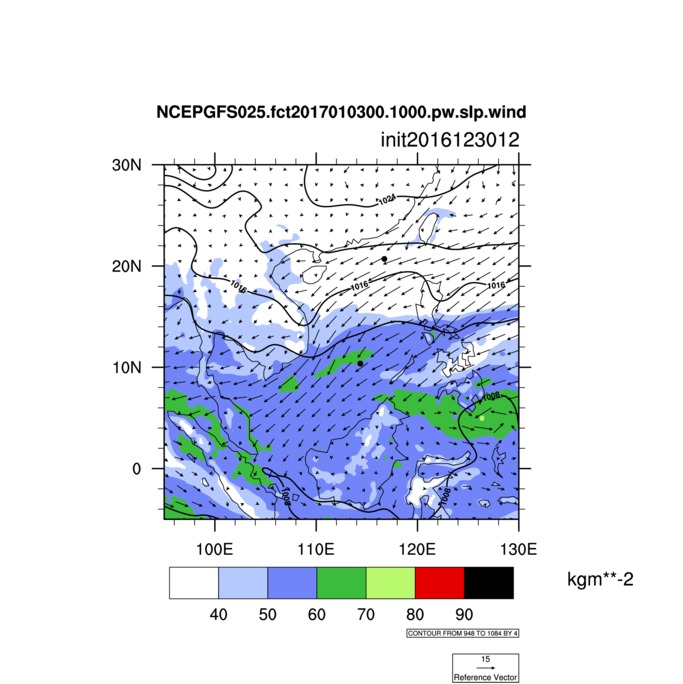 NCEPGFS025.fct2017010300.1000.pw.slp.wind
init2016123012
30N
1024
20N
1016
1016
1016
10N
1008
0
1008
1008
100E
110E
120E
130E
kgm**-2
40
50
60
70
80
90
CONTOUR FROM 948 TO 1084 BY 4
15
Reference Vector